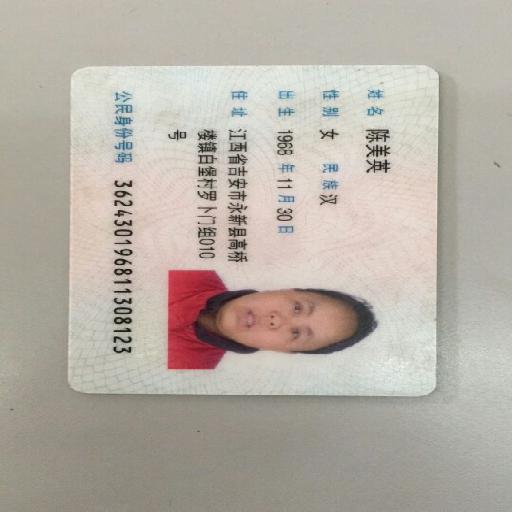 姓名 陈美英
性别 女 民族 汉
出生 1968 年 11 月 30 日
住址 江西省吉安市永新县高桥
楼镇白堡村罗卜门组010
号
公民身份号码 362430196811308123